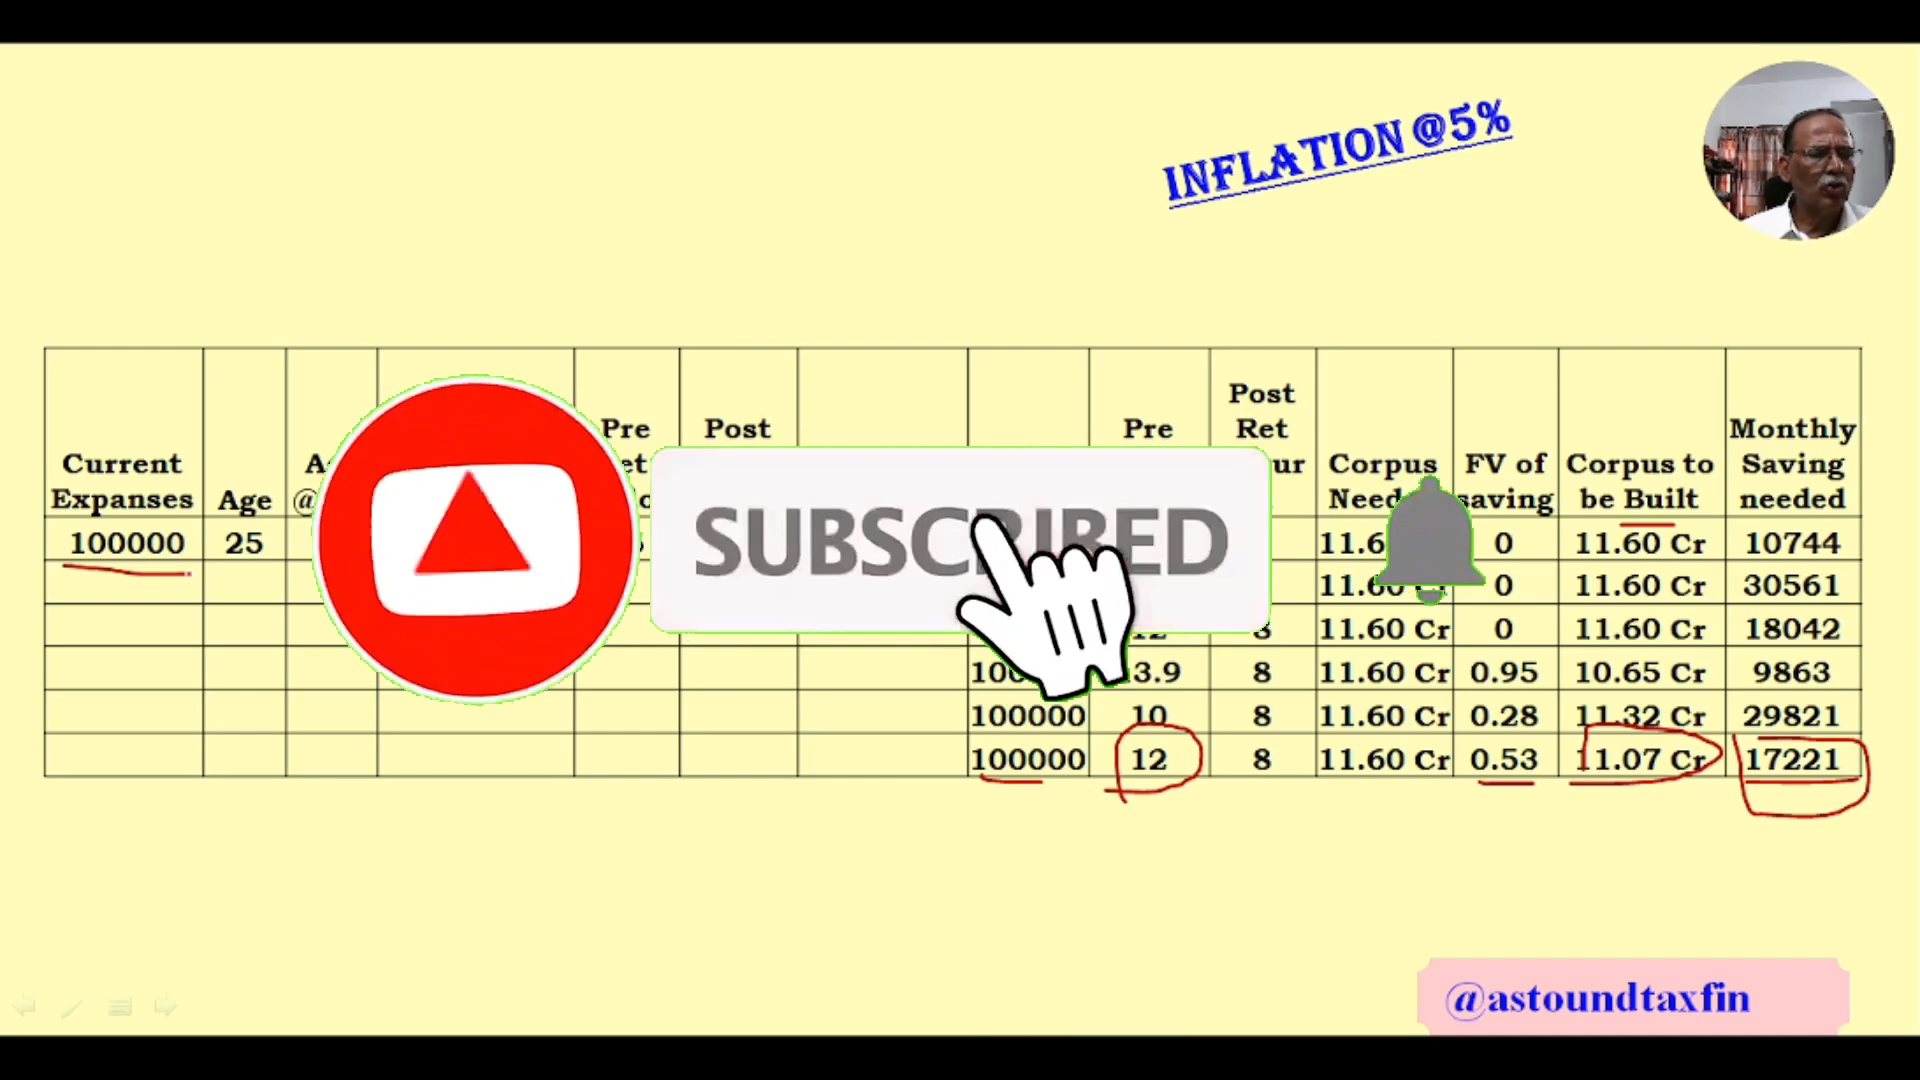 INFLATION @5%
Current Expanses
Age
Pre
Post
Pre
Post Ret
Corpus
FV of saving
Corpus to be Built
Monthly Saving needed
100000 25 0 11.60 Cr 10744
0 11.60 Cr 30561
11.60 Cr 0 11.60 Cr 18042
8 11.60 Cr 0.95 10.65 Cr 9863
100000 10 8 11.60 Cr 0.28 11.32 Cr 29821
100000 12 8 11.60 Cr 0.53 11.07 Cr 17221
SUBSCRIBED
@astoundtaxfin